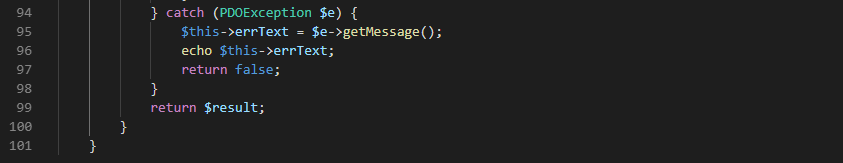 94 } catch (PDOException $e) {
95 $this->errText = $e->getMessage();
96 echo $this->errText;
97 return false;
98 }
99 return $result;
100 }
101 }